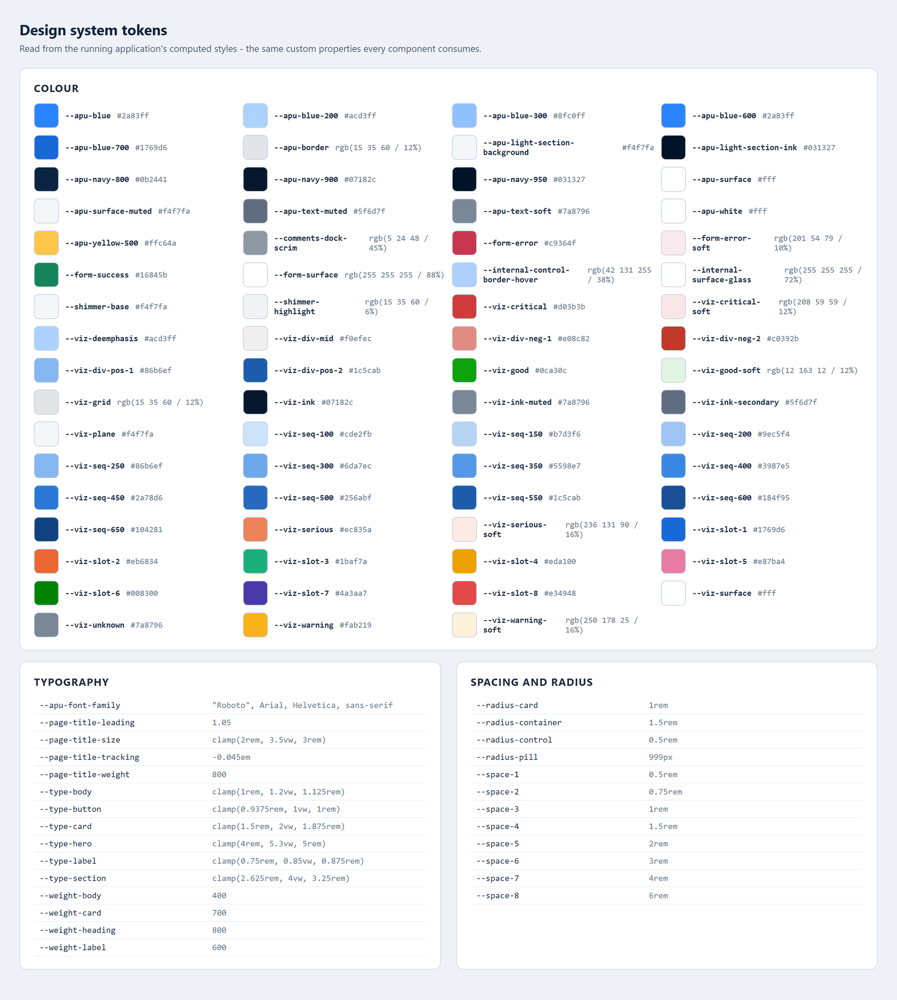 Design system tokens
Read from the running application's computed styles - the same custom properties every component consumes.
COLOUR
--apu-blue #2a83ff
--apu-blue-200 #acd3ff
--apu-blue-300 #8fc0ff
--apu-blue-600 #2a83ff
--apu-blue-700 #1769d6
--apu-border rgb(15 35 60 / 12%)
--apu-light-section-
background
#f4f7fa
--apu-light-section-ink #031327
--apu-navy-800 #0b2441
--apu-navy-900 #07182c
--apu-navy-950 #031327
--apu-surface #fff
--apu-surface-muted #f4f7fa
--apu-text-muted #5f6d7f
--apu-text-soft #7a8796
--apu-white #fff
--apu-yellow-500 #ffc64a
--comments-dock-
scrim
rgb(5 24 48 /
45%)
--form-error #c9364f
--form-error-
soft
rgb(201 54 79 /
10%)
--form-success #16845b
--form-surface rgb(255 255 255 / 88%)
--internal-control-
border-hover
rgb(42 131 255
/ 38%)
--internal-
surface-glass
rgb(255 255 255 /
72%)
--shimmer-base #f4f7fa
--shimmer-
highlight
rgb(15 35 60 /
6%)
--viz-critical #d03b3b
--viz-critical-
soft
rgb(208 59 59 /
12%)
--viz-deemphasis #acd3ff
--viz-div-mid #f0efec
--viz-div-neg-1 #e08c82
--viz-div-neg-2 #c0392b
--viz-div-pos-1 #86b6ef
--viz-div-pos-2 #1c5cab
--viz-good #0ca30c
--viz-good-soft rgb(12 163 12 / 12%)
--viz-grid rgb(15 35 60 / 12%)
--viz-ink #07182c
--viz-ink-muted #7a8796
--viz-ink-secondary #5f6d7f
--viz-plane #f4f7fa
--viz-seq-100 #cde2fb
--viz-seq-150 #b7d3f6
--viz-seq-200 #9ec5f4
--viz-seq-250 #86b6ef
--viz-seq-300 #6da7ec
--viz-seq-350 #5598e7
--viz-seq-400 #3987e5
--viz-seq-450 #2a78d6
--viz-seq-500 #256abf
--viz-seq-550 #1c5cab
--viz-seq-600 #184f95
--viz-seq-650 #104281
--viz-serious #ec835a
--viz-serious-
soft
rgb(236 131 90 /
16%)
--viz-slot-1 #1769d6
--viz-slot-2 #eb6834
--viz-slot-3 #1baf7a
--viz-slot-4 #eda100
--viz-slot-5 #e87ba4
--viz-slot-6 #008300
--viz-slot-7 #4a3aa7
--viz-slot-8 #e34948
--viz-surface #fff
--viz-unknown #7a8796
--viz-warning #fab219
--viz-warning-
soft
rgb(250 178 25 /
16%)
TYPOGRAPHY
--apu-font-family "Roboto", Arial, Helvetica, sans-serif
--page-title-leading 1.05
--page-title-size clamp(2rem, 3.5vw, 3rem)
--page-title-tracking -0.045em
--page-title-weight 800
--type-body clamp(1rem, 1.2vw, 1.125rem)
--type-button clamp(0.9375rem, 1vw, 1rem)
--type-card clamp(1.5rem, 2vw, 1.875rem)
--type-hero clamp(4rem, 5.3vw, 5rem)
--type-label clamp(0.75rem, 0.85vw, 0.875rem)
--type-section clamp(2.625rem, 4vw, 3.25rem)
--weight-body 400
--weight-card 700
--weight-heading 800
--weight-label 600
SPACING AND RADIUS
--radius-card 1rem
--radius-container 1.5rem
--radius-control 0.5rem
--radius-pill 999px
--space-1 0.5rem
--space-2 0.75rem
--space-3 1rem
--space-4 1.5rem
--space-5 2rem
--space-6 3rem
--space-7 4rem
--space-8 6rem